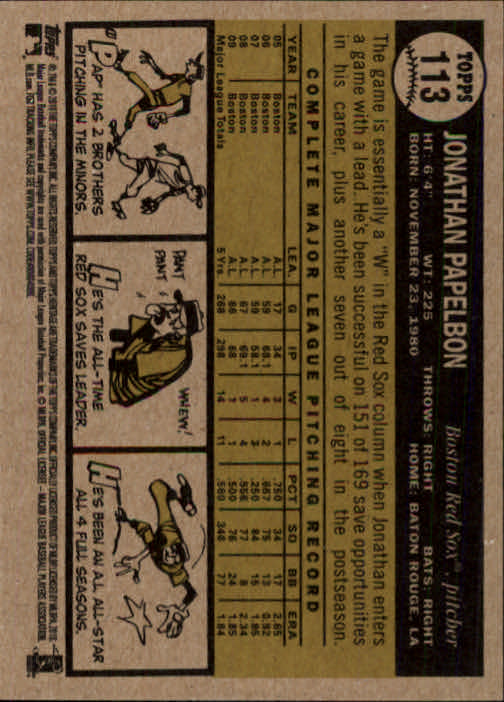 TOPPS
113
JONATHAN PAPELBON
Boston Red Sox™, pitcher
HT: 6'4" WT: 225 THROWS: RIGHT BATS: RIGHT
BORN: NOVEMBER 23, 1980 HOME: BATON ROUGE, LA
The game is essentially a "W" in the Red Sox column when Jonathan enters
a game with a lead. He's been successful on 151 of 169 save opportunities
in his career, plus another seven out of eight in the postseason.
COMPLETE MAJOR LEAGUE PITCHING RECORD
YEAR TEAM LEA. G IP W L PCT SO BB ERA
05 Boston A.L. 17 34 3 1 .750 34 17 2.65
06 Boston A.L. 59 68.1 4 2 .667 75 13 0.92
07 Boston A.L. 59 58.1 1 3 .250 84 15 1.85
08 Boston A.L. 67 69.1 5 4 .556 77 8 2.34
09 Boston A.L. 66 68 1 1 .500 76 24 1.85
Major League Totals 5 Yrs. 268 298 14 11 .560 346 77 1.84
PAP HAS 2 BROTHERS
PITCHING IN THE MINORS.
PANT
PANT
WHEW!
HE'S THE ALL-TIME
RED SOX SAVES LEADER.
HE'S BEEN AN ALL-STAR
ALL 4 FULL SEASONS.
Topps